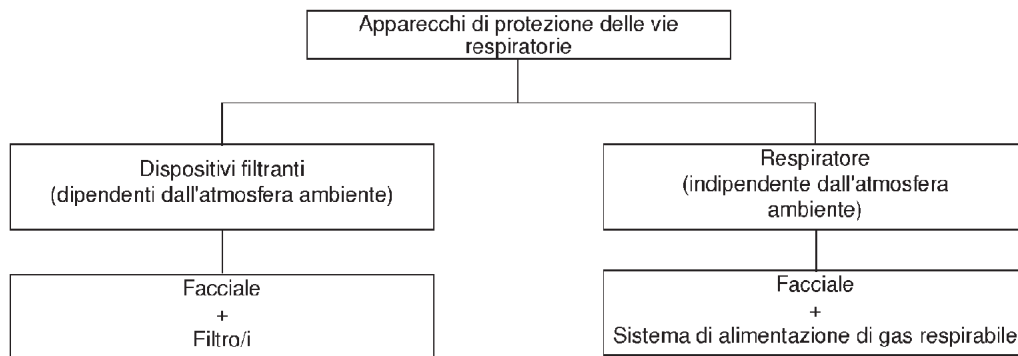 Apparecchi di protezione delle vie
respiratorie
Dispositivi filtranti
(dipendenti dall'atmosfera ambiente)
Respiratore
(indipendente dall'atmosfera
ambiente)
Facciale
+
Filtro/i
Facciale
+
Sistema di alimentazione di gas respirabile